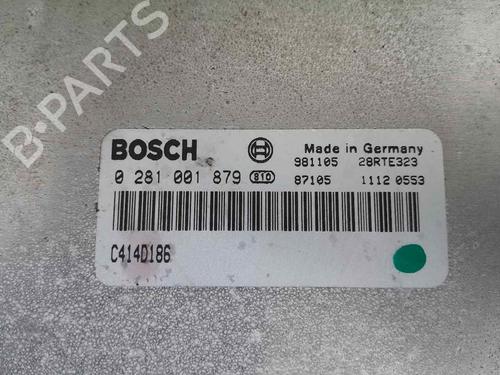 B-PARTS
BOSCH
Made in Germany
981105 28RTE323
0 281 001 879 810
87105 1112 0553
C414D186